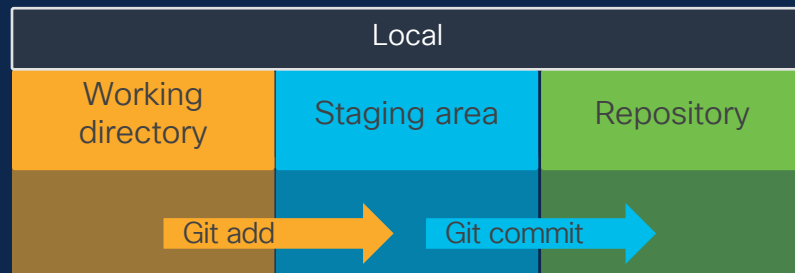 Local
Working
directory
Staging area
Repository
Git add
Git commit